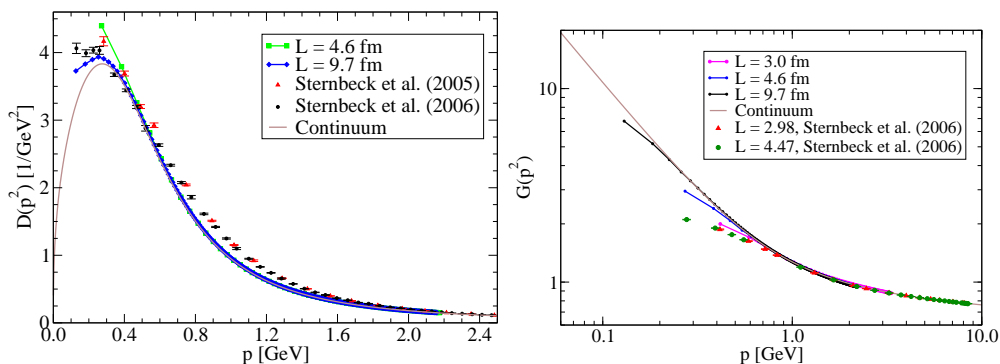 D(p²) [1/GeV²]
4
3
2
1
0
L = 4.6 fm
L = 9.7 fm
Sternbeck et al. (2005)
Sternbeck et al. (2006)
Continuum
0.0 0.4 0.8 1.2 1.6 2.0 2.4
p [GeV]
G(p²)
10
1
L = 3.0 fm
L = 4.6 fm
L = 9.7 fm
Continuum
L = 2.98, Sternbeck et al. (2006)
L = 4.47, Sternbeck et al. (2006)
0.1 1.0 10.0
p [GeV]